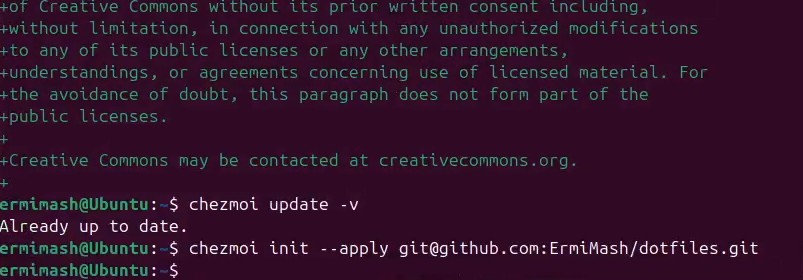 +of Creative Commons without its prior written consent including,
+without limitation, in connection with any unauthorized modifications
+to any of its public licenses or any other arrangements,
+understandings, or agreements concerning use of licensed material. For
+the avoidance of doubt, this paragraph does not form part of the
+public licenses.
+
+Creative Commons may be contacted at creativecommons.org.
+
ermimash@Ubuntu:~$ chezmoi update -v
Already up to date.
ermimash@Ubuntu:~$ chezmoi init --apply git@github.com:ErmiMash/dotfiles.git
ermimash@Ubuntu:~$